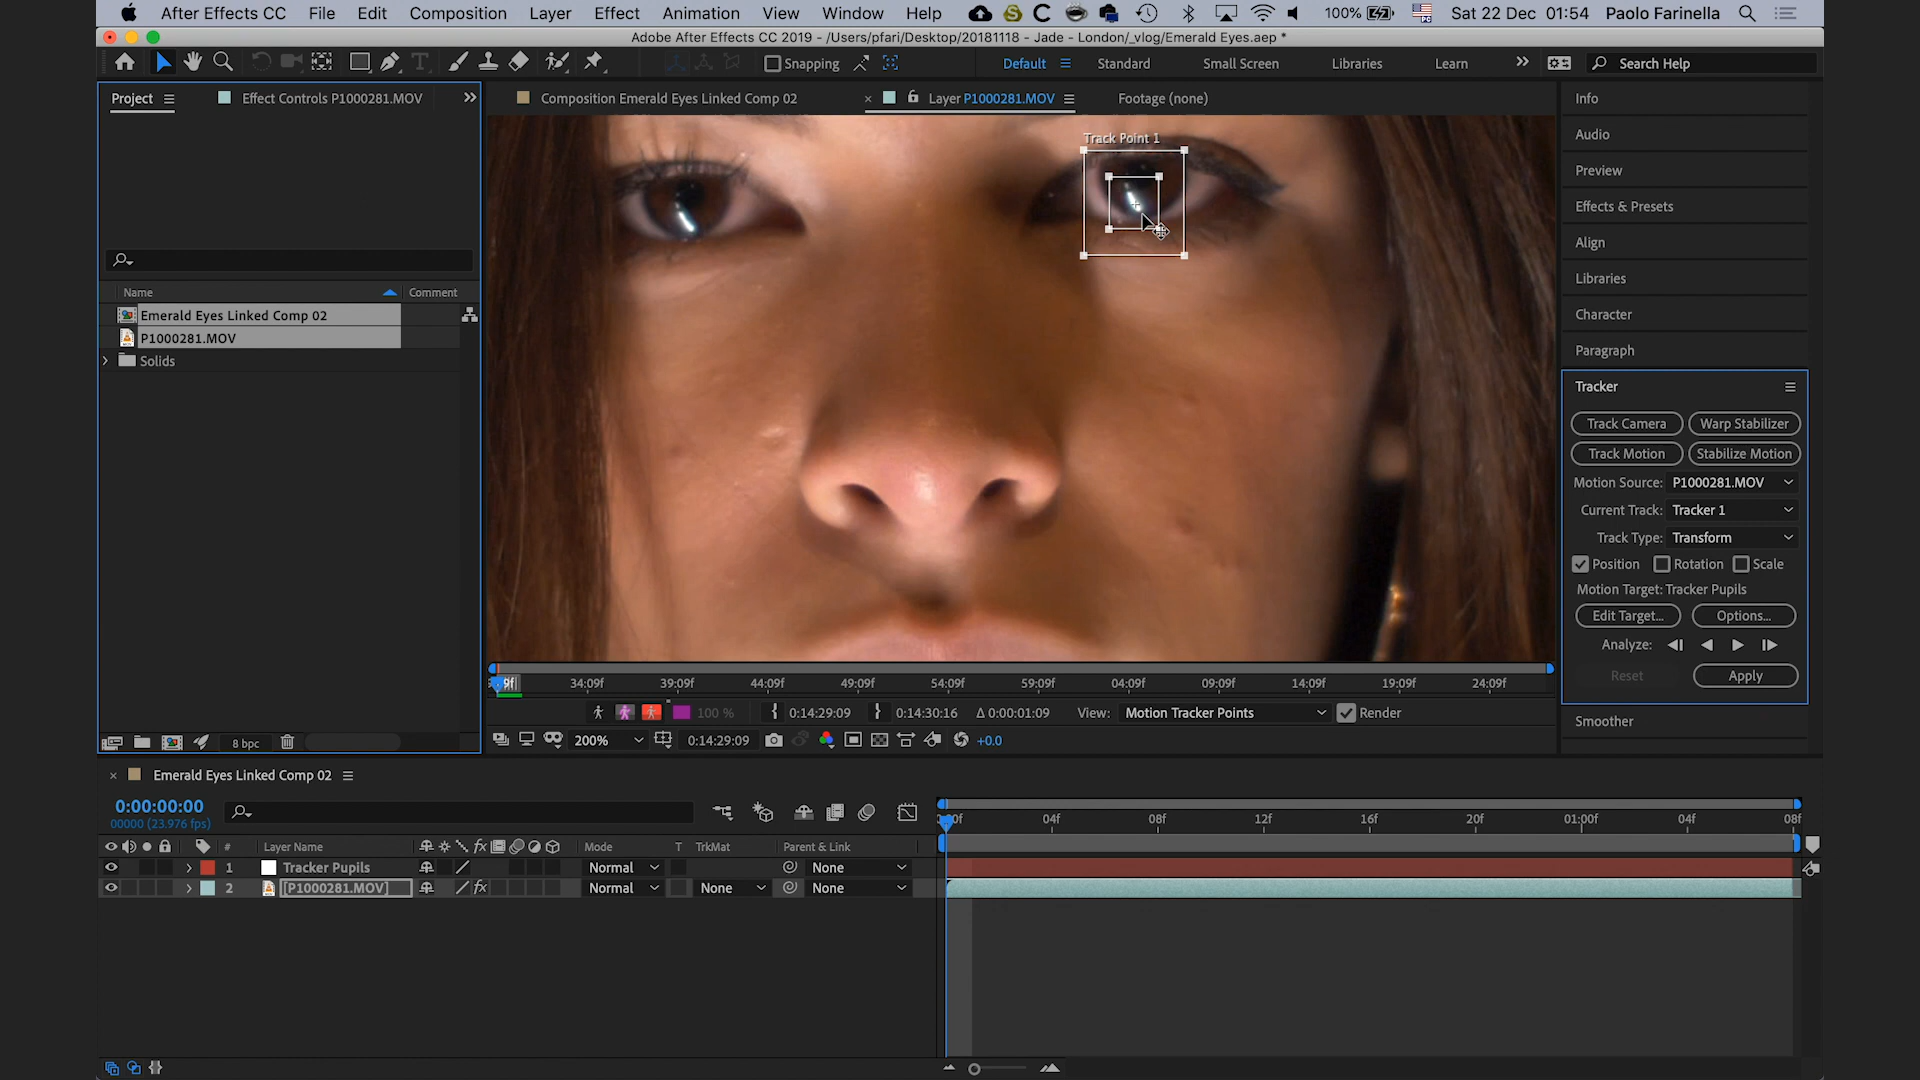 After Effects CC File Edit Composition Layer Effect Animation View Window Help 100% Sat 22 Dec 01:54 Paolo Farinella
Adobe After Effects CC 2019 - /Users/pfari/Desktop/20181118 - Jade - London/_vlog/Emerald Eyes.aep *
Snapping Default Standard Small Screen Libraries Learn Search Help
Project Effect Controls P1000281.MOV Composition Emerald Eyes Linked Comp 02 Layer P1000281.MOV Footage (none) Info
Track Point 1
Audio
Preview
Effects & Presets
Align
Libraries
Character
Paragraph
Name Comment
Emerald Eyes Linked Comp 02
P1000281.MOV
Solids
Tracker
Track Camera Warp Stabilizer
Track Motion Stabilize Motion
Motion Source: P1000281.MOV
Current Track: Tracker 1
Track Type: Transform
Position Rotation Scale
Motion Target: Tracker Pupils
Edit Target... Options...
Analyze:
Reset Apply
Smoother
34:09f 39:09f 44:09f 49:09f 54:09f 59:09f 04:09f 09:09f 14:09f 19:09f 24:09f
100 % 0:14:29:09 0:14:30:16 Δ 0:00:01:09 View: Motion Tracker Points Render
8 bpc 200% 0:14:29:09 +0.0
Emerald Eyes Linked Comp 02
0:00:00:00
00000 (23.976 fps)
04f 08f 12f 16f 20f 01:00f 04f 08f
# Layer Name fx Mode T TrkMat Parent & Link
1 Tracker Pupils Normal None
2 [P1000281.MOV] fx Normal None None